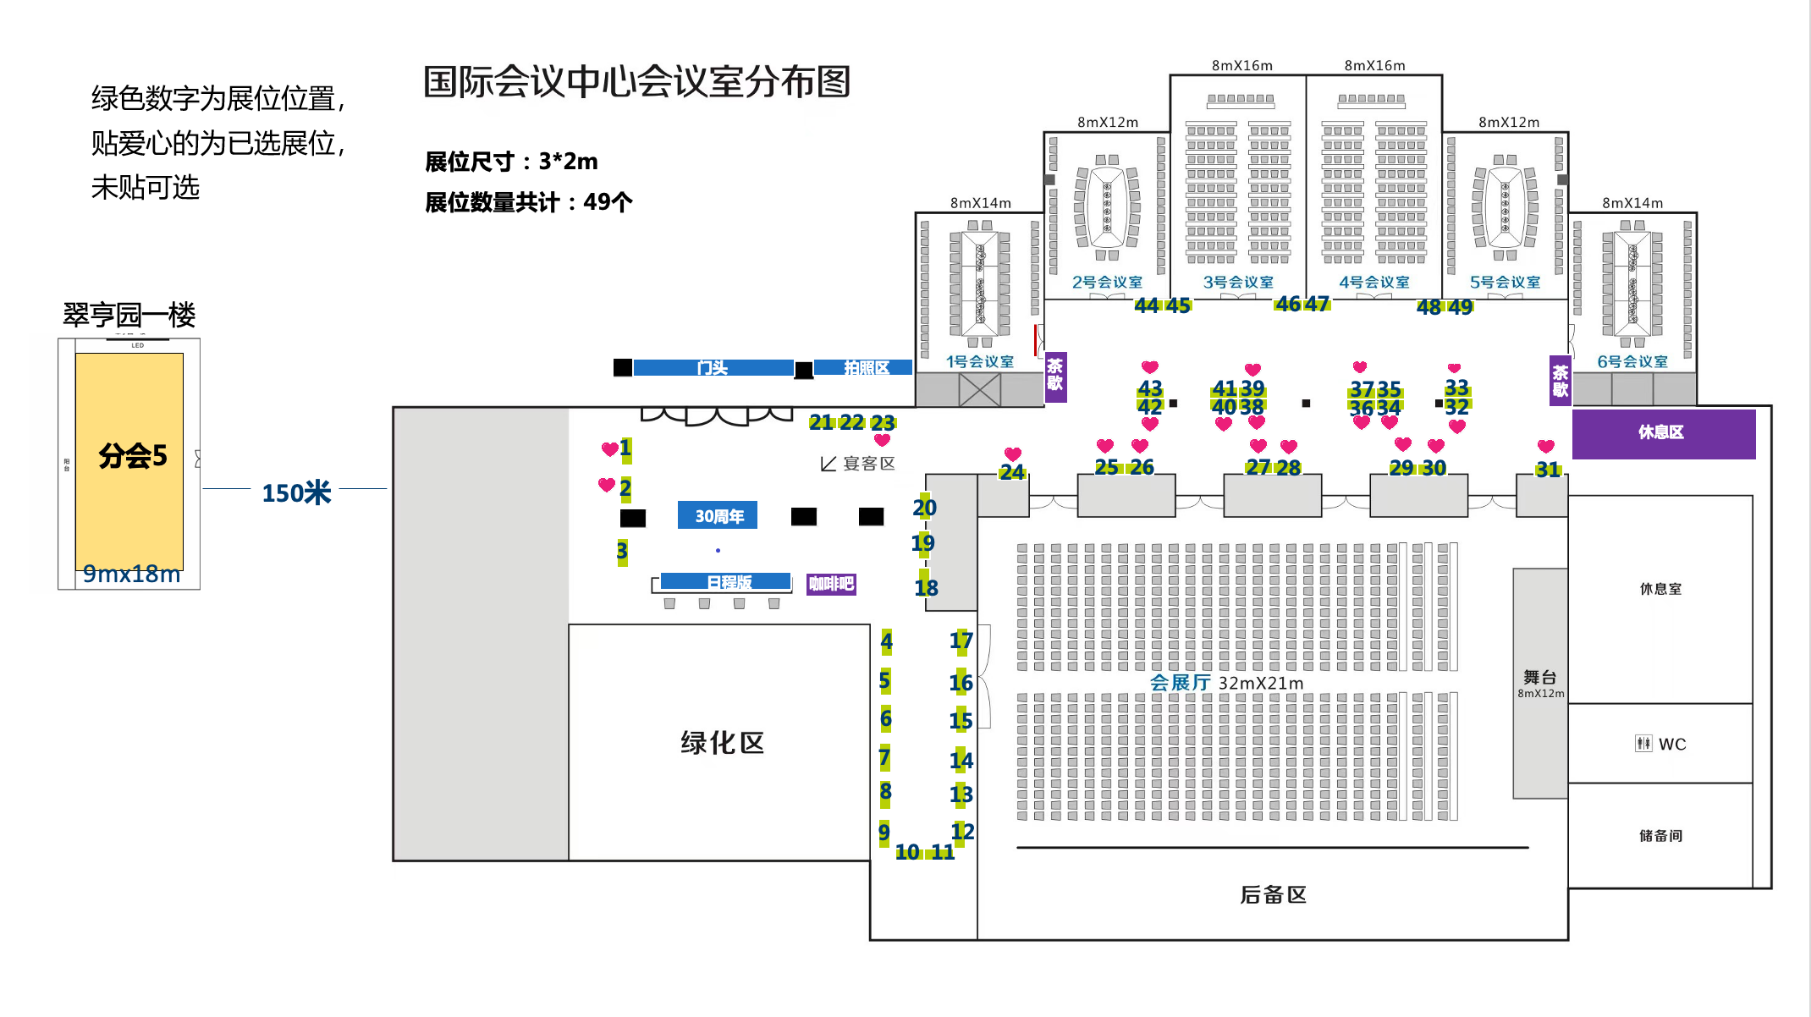 国际会议中心会议室分布图
绿色数字为展位位置,
贴爱心的为已选展位,
未贴可选
展位尺寸：3*2m
展位数量共计：49个
8mX16m
8mX16m
8mX12m
8mX12m
8mX14m
8mX14m
2号会议室
3号会议室
4号会议室
5号会议室
44 45
46 47
48 49
1号会议室
6号会议室
茶歇
茶歇
翠亨园一楼
LED
阳台
分会5
9mx18m
150米
门头
拍照区
43
41 39
37 35
33
42
40 38
36 34
32
21 22 23
休息区
1
宴客区
24
25 26
27 28
29 30
31
2
20
30周年
3
19
日程版
咖啡吧
18
休息室
4
17
5
16
会展厅 32mX21m
舞台
8mX12m
6
15
绿化区
WC
7
14
8
13
9
12
储备间
10 11
后备区